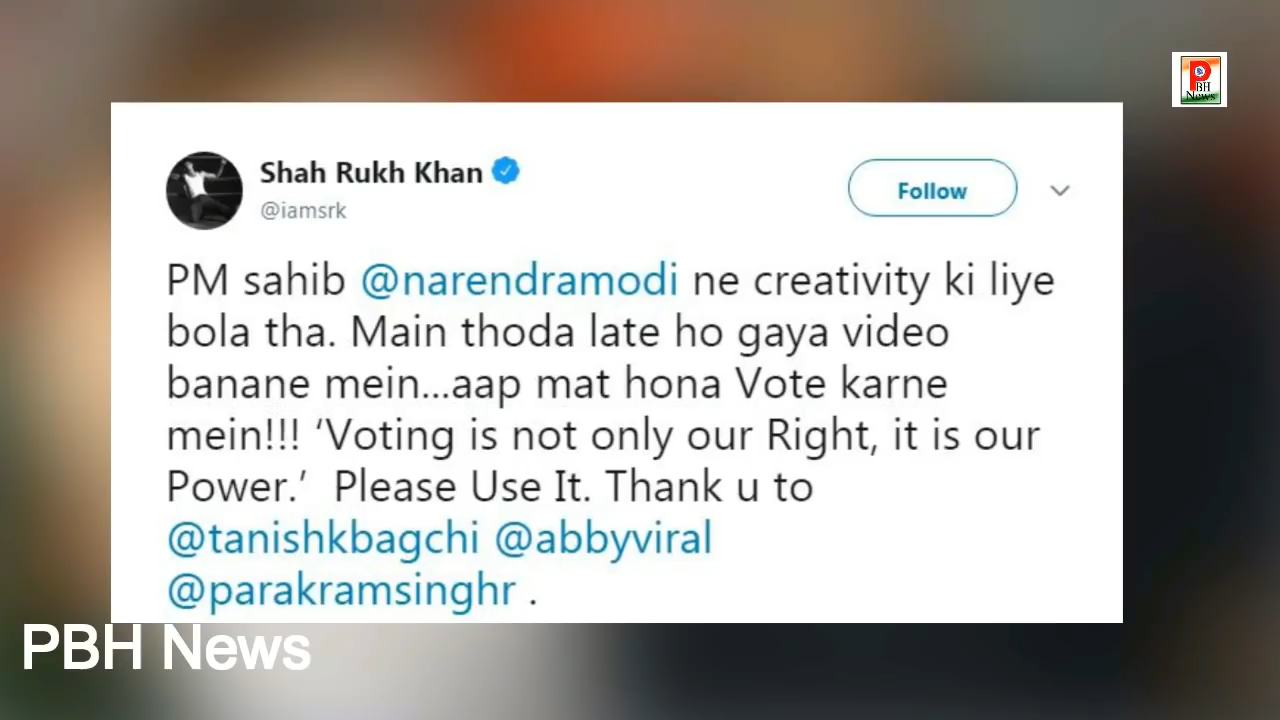 P
BH
News
Shah Rukh Khan
@iamsrk
Follow
PM sahib @narendramodi ne creativity ki liye
bola tha. Main thoda late ho gaya video
banane mein...aap mat hona Vote karne
mein!!! ‘Voting is not only our Right, it is our
Power.’  Please Use It. Thank u to
@tanishkbagchi @abbyviral
@parakramsinghr .
PBH News